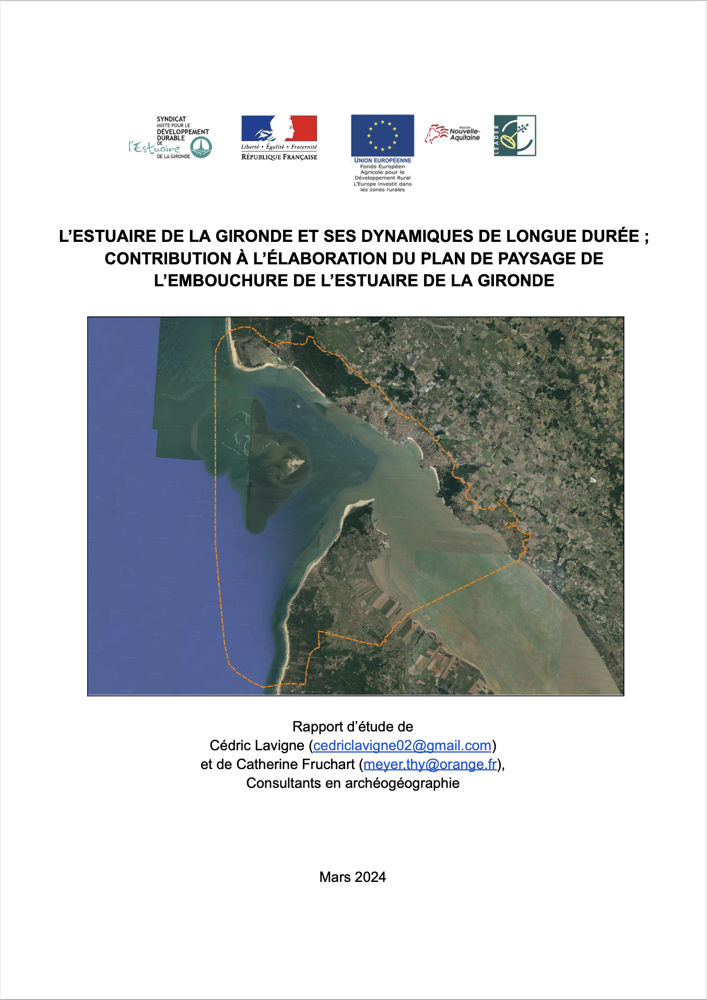 SYNDICAT
MIXTE POUR LE
DÉVELOPPEMENT
DURABLE
DE
l'Estuaire
DE LA GIRONDE
Liberté • Égalité • Fraternité
RÉPUBLIQUE FRANÇAISE
UNION EUROPÉENNE
Fonds Européen
Agricole pour le
Développement Rural
L'Europe investit dans
les zones rurales
RÉGION
Nouvelle-
Aquitaine
LEADER
L'ESTUAIRE DE LA GIRONDE ET SES DYNAMIQUES DE LONGUE DURÉE ;
CONTRIBUTION À L'ÉLABORATION DU PLAN DE PAYSAGE DE
L'EMBOUCHURE DE L'ESTUAIRE DE LA GIRONDE
Rapport d'étude de
Cédric Lavigne (cedriclavigne02@gmail.com)
et de Catherine Fruchart (meyer.thy@orange.fr),
Consultants en archéogéographie
Mars 2024